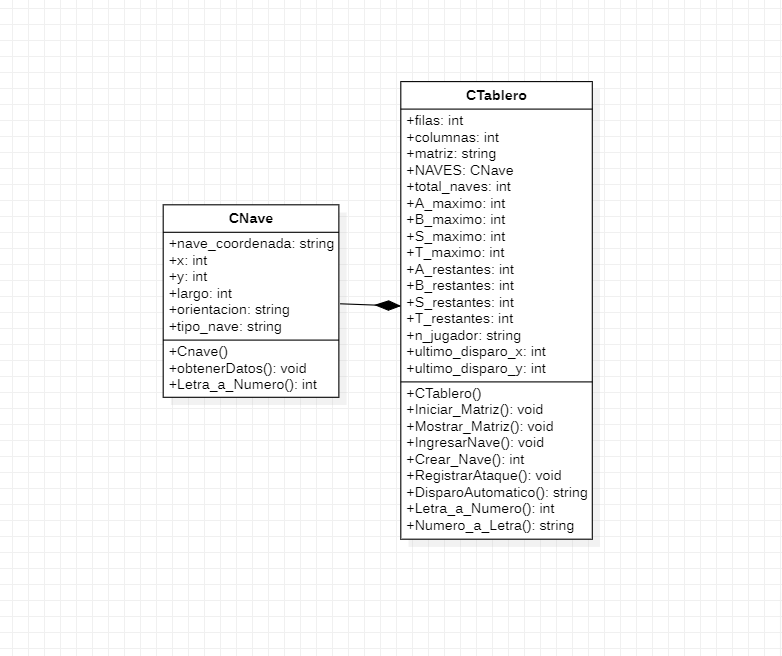 CNave
+nave_coordenada: string
+x: int
+y: int
+largo: int
+orientacion: string
+tipo_nave: string
+Cnave()
+obtenerDatos(): void
+Letra_a_Numero(): int
CTablero
+filas: int
+columnas: int
+matriz: string
+NAVES: CNave
+total_naves: int
+A_maximo: int
+B_maximo: int
+S_maximo: int
+T_maximo: int
+A_restantes: int
+B_restantes: int
+S_restantes: int
+T_restantes: int
+n_jugador: string
+ultimo_disparo_x: int
+ultimo_disparo_y: int
+CTablero()
+Iniciar_Matriz(): void
+Mostrar_Matriz(): void
+IngresarNave(): void
+Crear_Nave(): int
+RegistrarAtaque(): void
+DisparoAutomatico(): string
+Letra_a_Numero(): int
+Numero_a_Letra(): string